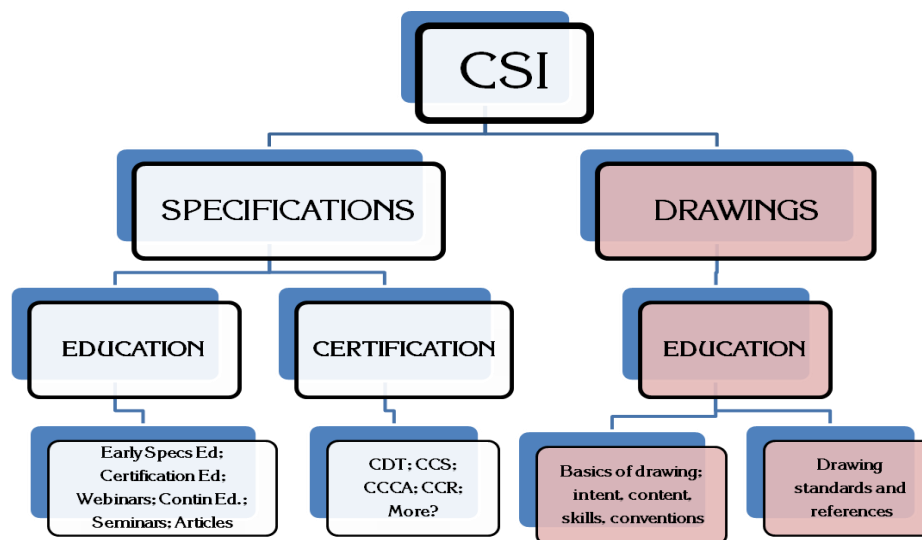 CSI
SPECIFICATIONS
DRAWINGS
EDUCATION
CERTIFICATION
EDUCATION
Early Specs Ed;
Certification Ed;
Webinars; Contin Ed.;
Seminars; Articles
CDT; CCS;
CCCA; CCR;
More?
Basics of drawing;
intent, content,
skills, conventions
Drawing
standards and
references